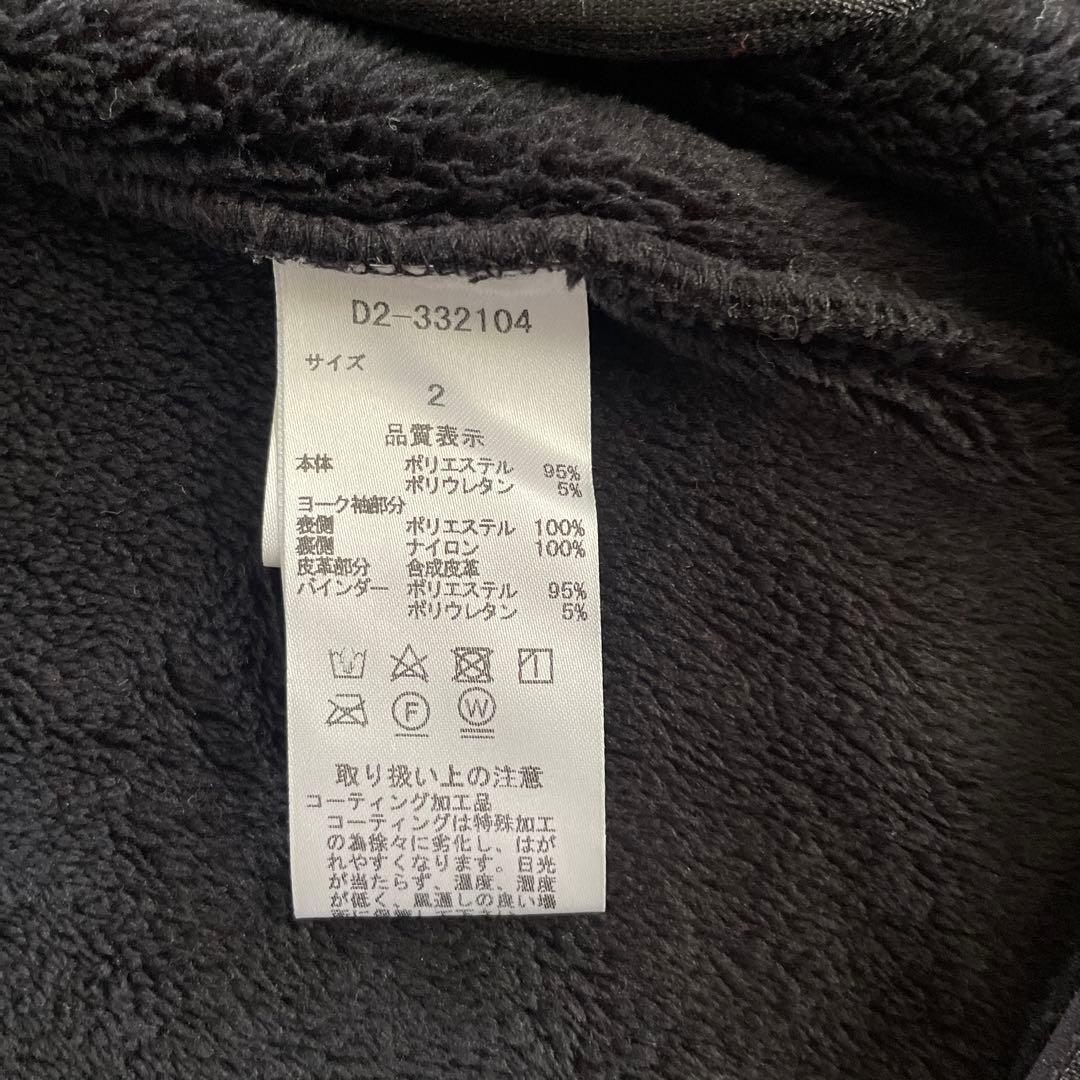 D2-332104
サイズ
2
品質表示
本体 ポリエステル 95%
ポリウレタン 5%
ヨーク袖部分
表側 ポリエステル 100%
裏側 ナイロン 100%
皮革部分 合成皮革
バインダー ポリエステル 95%
ポリウレタン 5%
F W
取り扱い上の注意
コーティング加工品
コーティングは特殊加工
の為徐々に劣化し、はが
れやすくなります。日光
が当たらず、温度、湿度
が低く、風通しの良い場